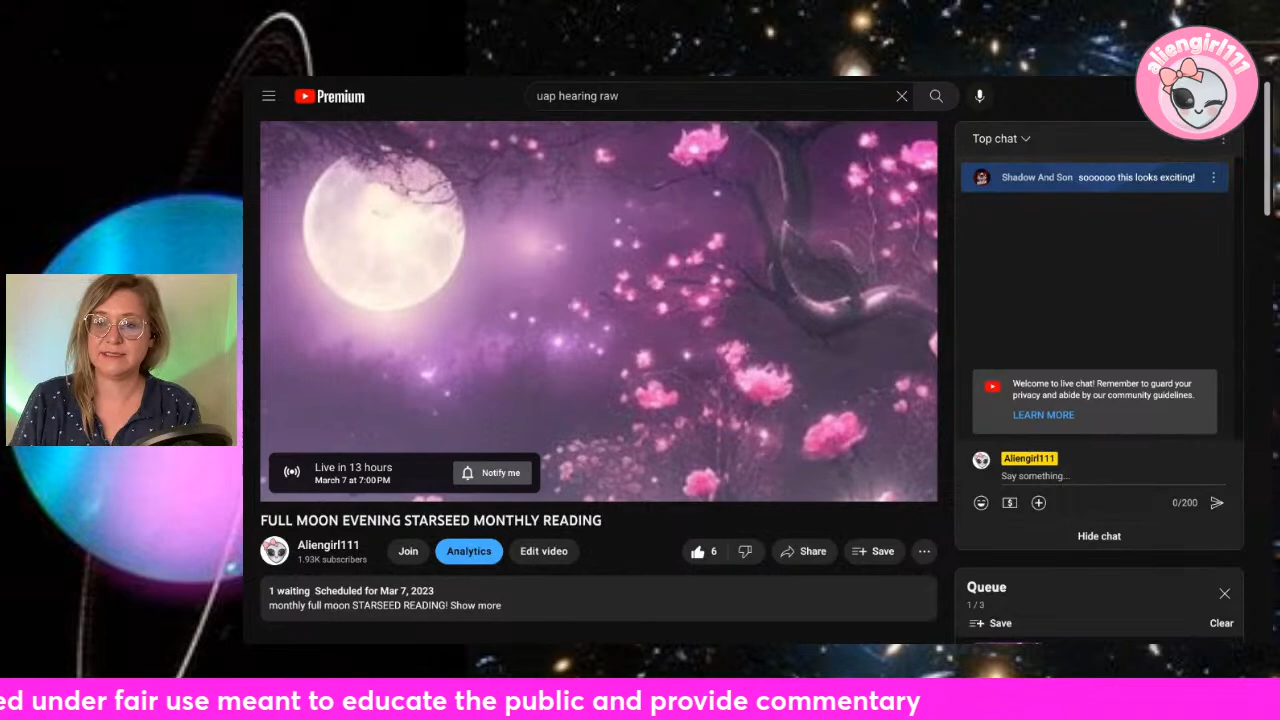 aliengirl111
Premium
uap hearing raw
Top chat
Shadow And Son soooooo this looks exciting!
Live in 13 hours
March 7 at 7:00 PM
Notify me
Welcome to live chat! Remember to guard your
privacy and abide by our community guidelines.
LEARN MORE
Aliengirl111
Say something...
0/200
Hide chat
FULL MOON EVENING STARSEED MONTHLY READING
Aliengirl111
1.93K subscribers
Join
Analytics
Edit video
6
Share
Save
1 waiting Scheduled for Mar 7, 2023
monthly full moon STARSEED READING! Show more
Queue
1 / 3
Save
Clear
ed under fair use meant to educate the public and provide commentary